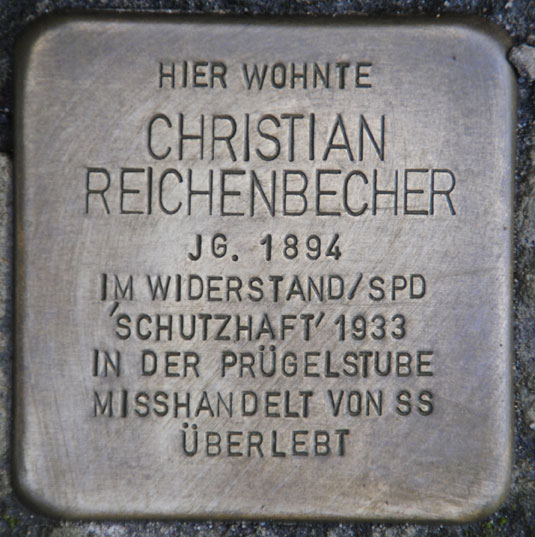 HIER WOHNTE
CHRISTIAN
REICHENBECHER
JG. 1894
IM WIDERSTAND/SPD
'SCHUTZHAFT' 1933
IN DER PRÜGELSTUBE
MISSHANDELT VON SS
ÜBERLEBT